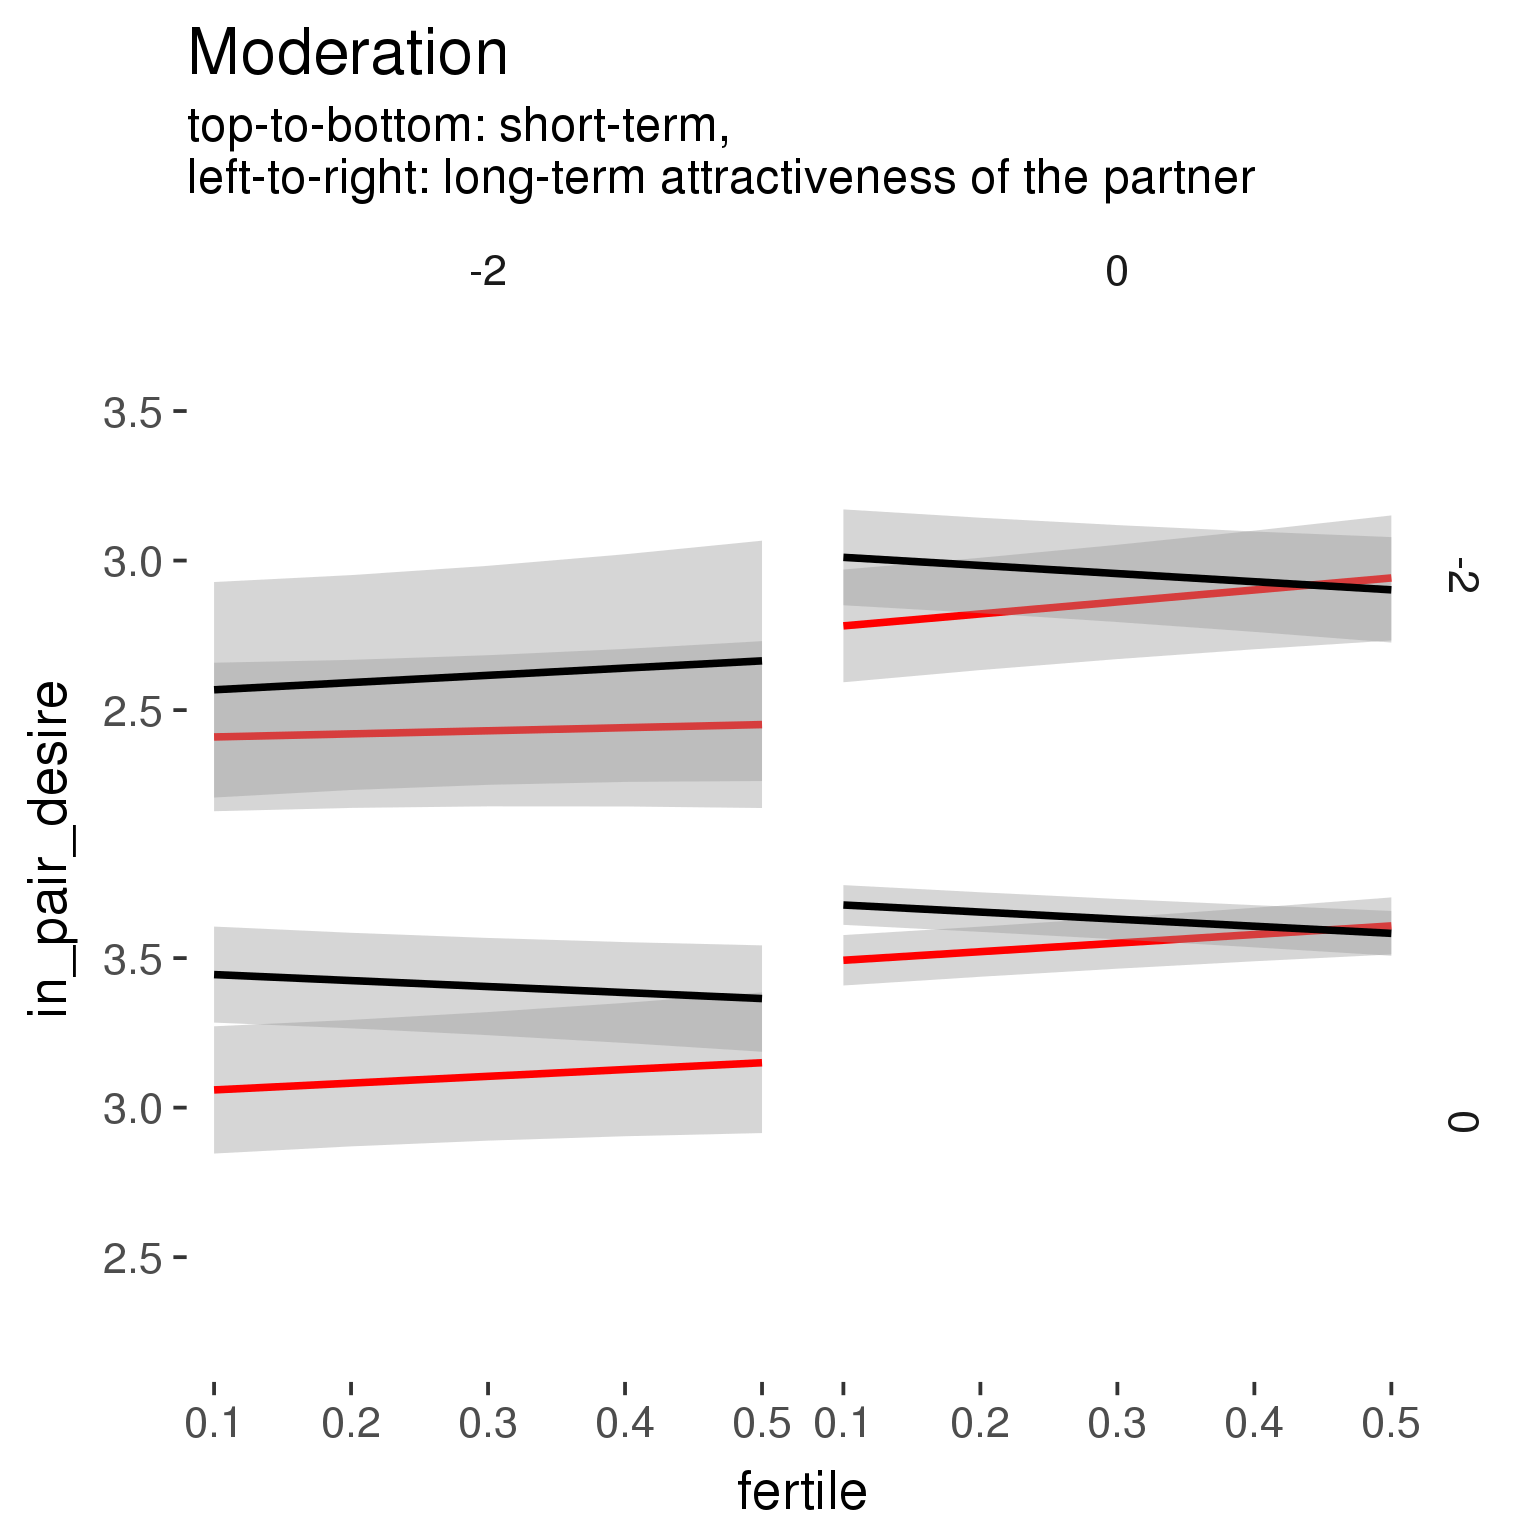 Moderation
top-to-bottom: short-term,
left-to-right: long-term attractiveness of the partner
-2 0
3.5
3.0
2.5
-2
in_pair_desire
3.5
3.0
2.5
0
0.1 0.2 0.3 0.4 0.5 0.1 0.2 0.3 0.4 0.5
fertile